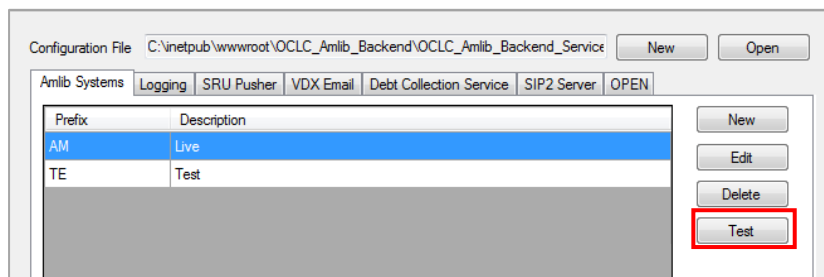 Configuration File C:\inetpub\wwwroot\OCLC_Amlib_Backend\OCLC_Amlib_Backend_Service New Open
Amlib Systems Logging SRU Pusher VDX Email Debt Collection Service SIP2 Server OPEN
Prefix Description New
AM Live
Edit
TE Test
Delete
Test